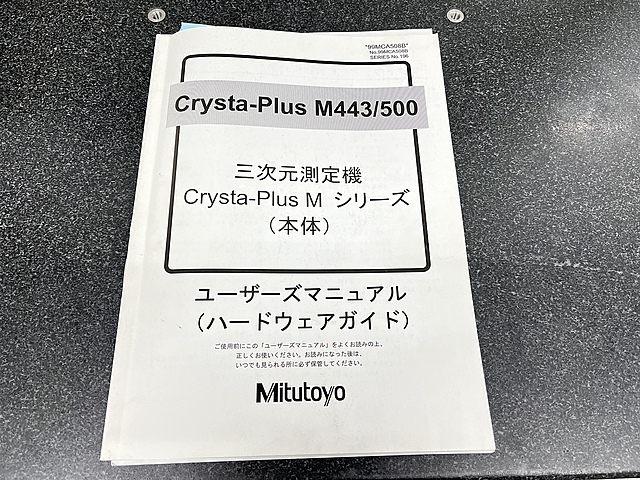 *99MCA508B*
No.99MCA508B
SERIES No.196
Crysta-Plus M443/500
三次元測定機
Crysta-Plus M シリーズ
（本体）
ユーザーズマニュアル
（ハードウェアガイド）
ご使用前にこの「ユーザーズマニュアル」をよくお読みの上、
正しくお使いください。お読みになった後は、
いつでも見られる所に必ず保管してください。
Mitutoyo